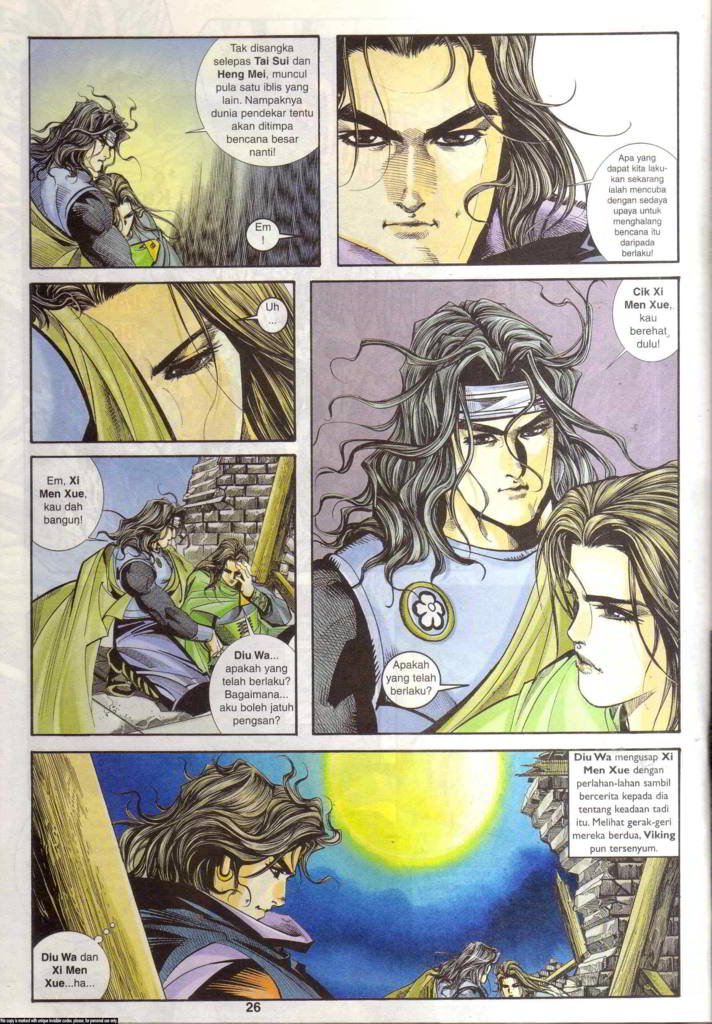 Tak disangka
selepas Tai Sui dan
Heng Mei, muncul
pula satu iblis yang
lain. Nampaknya
dunia pendekar tentu
akan ditimpa
bencana besar
nanti!
Em
!
Apa yang
dapat kita laku-
kan sekarang
ialah mencuba
dengan sedaya
upaya untuk
menghalang
bencana itu
daripada
berlaku!
Uh
...
Cik Xi
Men Xue,
kau
berehat
dulu!
Em, Xi
Men Xue,
kau dah
bangun!
Diu Wa...
apakah yang
telah berlaku?
Bagaimana...
aku boleh jatuh
pengsan?
Apakah
yang telah
berlaku?
Diu Wa mengusap Xi
Men Xue dengan
perlahan-lahan sambil
bercerita kepada dia
tentang keadaan tadi
itu. Melihat gerak-geri
mereka berdua, Viking
pun tersenyum.
Diu Wa dan
Xi Men
Xue...ha...
26
This copy is marked with unique invisible codes, please, for personal use only.